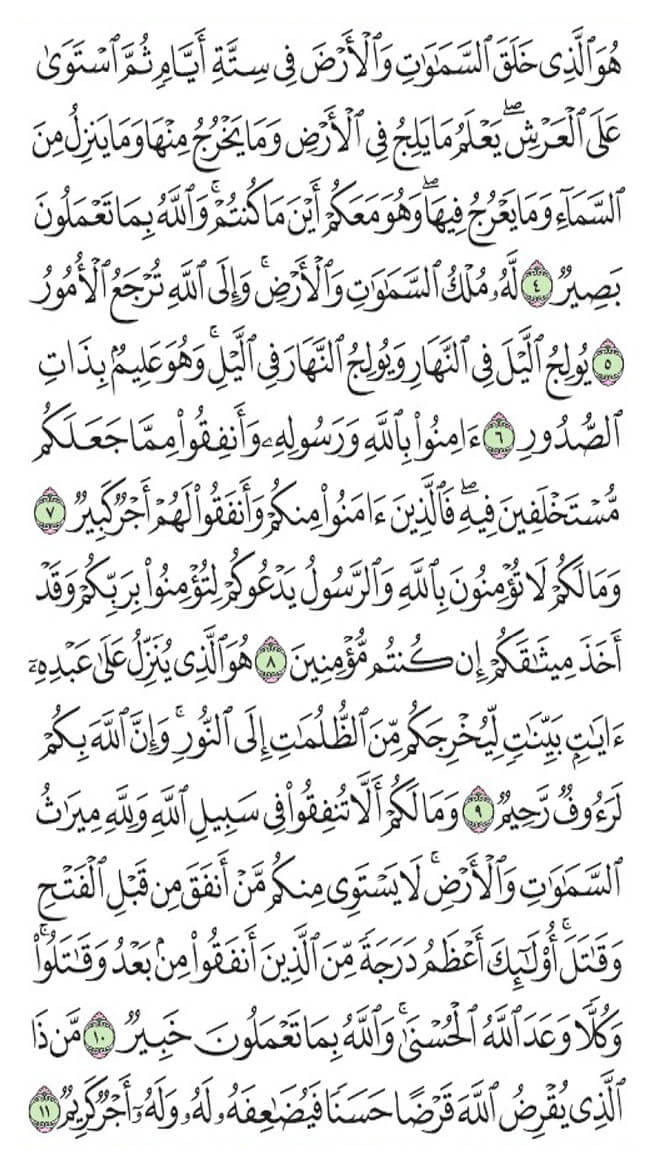 هُوَ ٱلَّذِى خَلَقَ ٱلسَّمَٰوَٰتِ وَٱلْأَرْضَ فِى سِتَّةِ أَيَّامٍ ثُمَّ ٱسْتَوَىٰ
عَلَى ٱلْعَرْشِ ۖ يَعْلَمُ مَا يَلِجُ فِى ٱلْأَرْضِ وَمَا يَخْرُجُ مِنْهَا وَمَا يَنزِلُ مِنَ
ٱلسَّمَآءِ وَمَا يَعْرُجُ فِيهَا ۖ وَهُوَ مَعَكُمْ أَيْنَ مَا كُنتُمْ ۚ وَٱللَّهُ بِمَا تَعْمَلُونَ
بَصِيرٌ ٤ لَّهُۥ مُلْكُ ٱلسَّمَٰوَٰتِ وَٱلْأَرْضِ ۚ وَإِلَى ٱللَّهِ تُرْجَعُ ٱلْأُمُورُ
٥ يُولِجُ ٱلَّيْلَ فِى ٱلنَّهَارِ وَيُولِجُ ٱلنَّهَارَ فِى ٱلَّيْلِ ۚ وَهُوَ عَلِيمٌۢ بِذَاتِ
ٱلصُّدُورِ ٦ ءَامِنُوا۟ بِٱللَّهِ وَرَسُولِهِۦ وَأَنفِقُوا۟ مِمَّا جَعَلَكُم
مُّسْتَخْلَفِينَ فِيهِ ۖ فَٱلَّذِينَ ءَامَنُوا۟ مِنكُمْ وَأَنفَقُوا۟ لَهُمْ أَجْرٌ كَبِيرٌ ٧
وَمَا لَكُمْ لَا تُؤْمِنُونَ بِٱللَّهِ وَٱلرَّسُولُ يَدْعُوكُمْ لِتُؤْمِنُوا۟ بِرَبِّكُمْ وَقَدْ
أَخَذَ مِيثَٰقَكُمْ إِن كُنتُم مُّؤْمِنِينَ ٨ هُوَ ٱلَّذِى يُنَزِّلُ عَلَىٰ عَبْدِهِۦٓ
ءَايَٰتٍۭ بَيِّنَٰتٍ لِّيُخْرِجَكُم مِّنَ ٱلظُّلُمَٰتِ إِلَى ٱلنُّورِ ۚ وَإِنَّ ٱللَّهَ بِكُمْ
لَرَءُوفٌ رَّحِيمٌ ٩ وَمَا لَكُمْ أَلَّا تُنفِقُوا۟ فِى سَبِيلِ ٱللَّهِ وَلِلَّهِ مِيرَٰثُ
ٱلسَّمَٰوَٰتِ وَٱلْأَرْضِ ۚ لَا يَسْتَوِى مِنكُم مَّنْ أَنفَقَ مِن قَبْلِ ٱلْفَتْحِ
وَقَٰتَلَ ۚ أُو۟لَٰٓئِكَ أَعْظَمُ دَرَجَةً مِّنَ ٱلَّذِينَ أَنفَقُوا۟ مِنۢ بَعْدُ وَقَٰتَلُوا۟ ۚ
وَكُلًّا وَعَدَ ٱللَّهُ ٱلْحُسْنَىٰ ۚ وَٱللَّهُ بِمَا تَعْمَلُونَ خَبِيرٌ ١٠ مَّن ذَا
ٱلَّذِى يُقْرِضُ ٱللَّهَ قَرْضًا حَسَنًا فَيُضَٰعِفَهُۥ لَهُۥ وَلَهُۥٓ أَجْرٌ كَرِيمٌ ١١